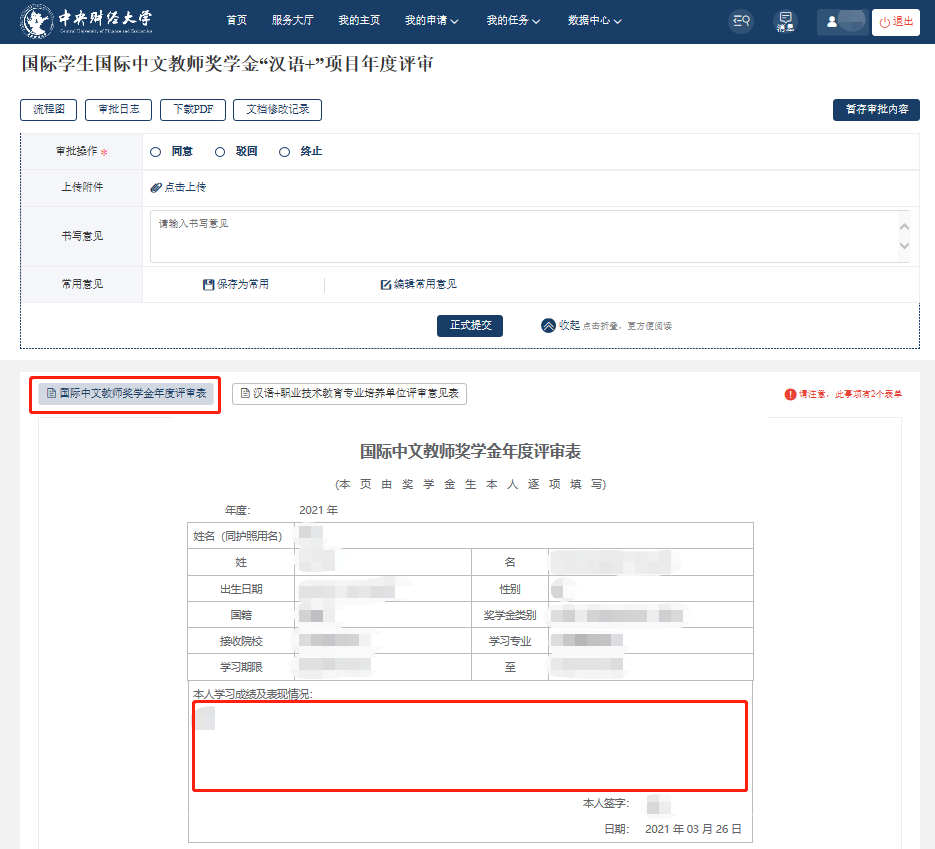 中央财经大学
Central University of Finance and Economics
首页 服务大厅 我的主页 我的申请 我的任务 数据中心 消息 退出
国际学生国际中文教师奖学金“汉语+”项目年度评审
流程图 审批日志 下载PDF 文档修改记录 暂存审批内容
审批操作 * 同意 驳回 终止
上传附件 点击上传
书写意见 请输入书写意见
常用意见 保存为常用 编辑常用意见
正式提交 收起 点击折叠,更方便阅读
国际中文教师奖学金年度评审表 汉语+职业技术教育专业培养单位评审意见表 请注意,此事项有2个表单
国际中文教师奖学金年度评审表
(本 页 由 奖 学 金 生 本 人 逐 项 填 写)
年度: 2021 年
姓名(同护照用名)
姓 名
出生日期 性别
国籍 奖学金类别
接收院校 学习专业
学习期限 至
本人学习成绩及表现情况:
本人签字:
日期: 2021 年 03 月 26 日